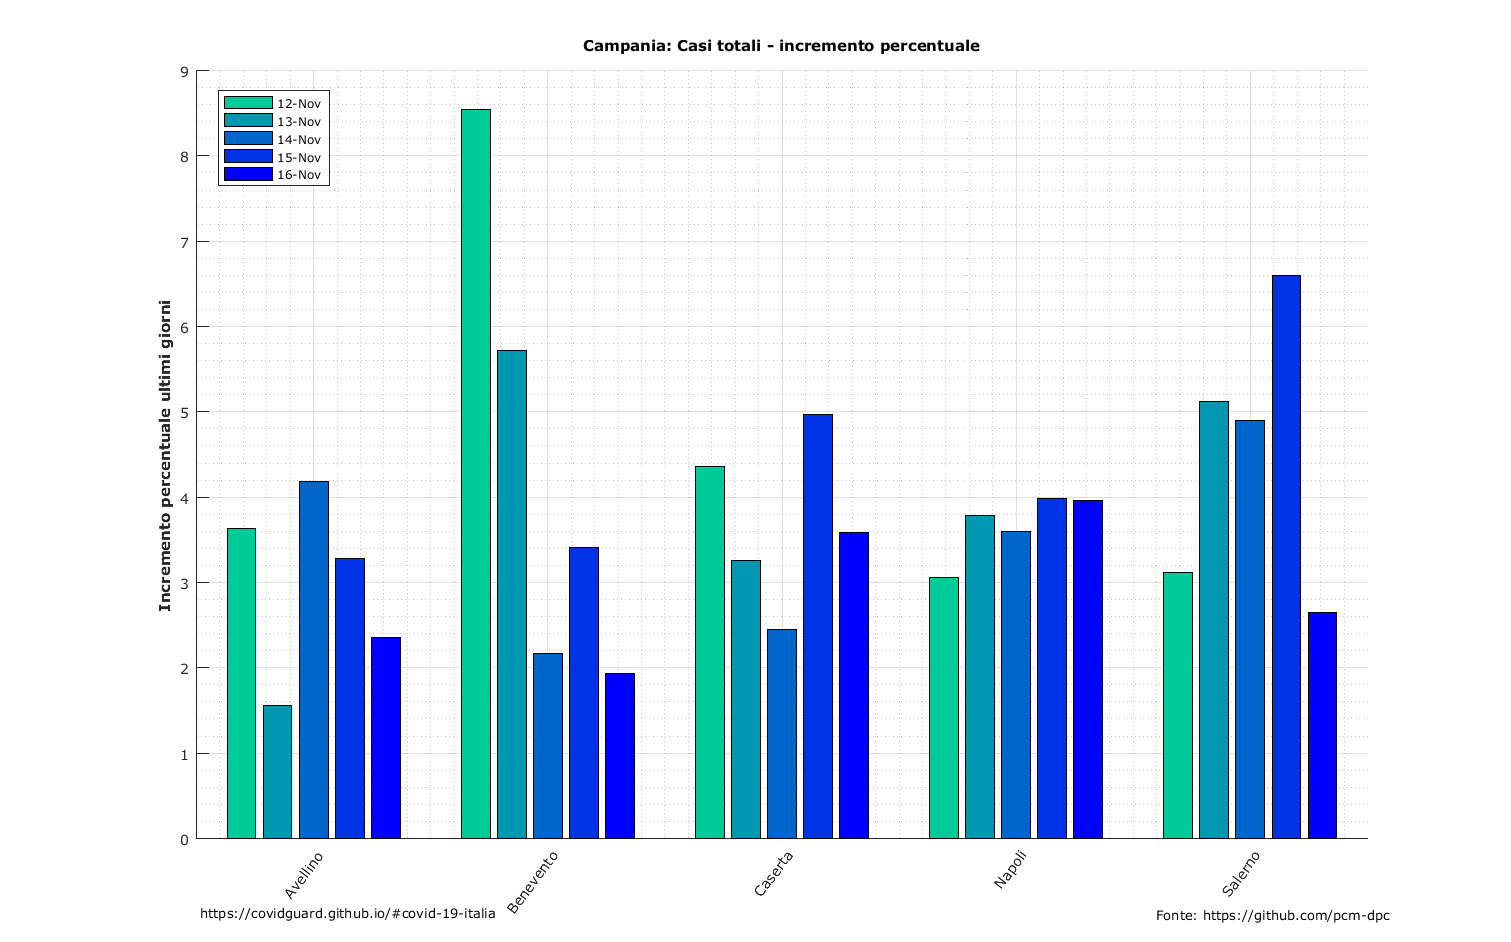 Campania: Casi totali - incremento percentuale
Incremento percentuale ultimi giorni
9
8
7
6
5
4
3
2
1
0
12-Nov
13-Nov
14-Nov
15-Nov
16-Nov
Avellino
Benevento
Caserta
Napoli
Salerno
https://covidguard.github.io/#covid-19-italia
Fonte: https://github.com/pcm-dpc